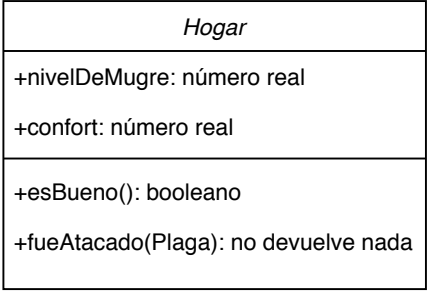 Hogar
+nivelDeMugre: número real
+confort: número real
+esBueno(): booleano
+fueAtacado(Plaga): no devuelve nada